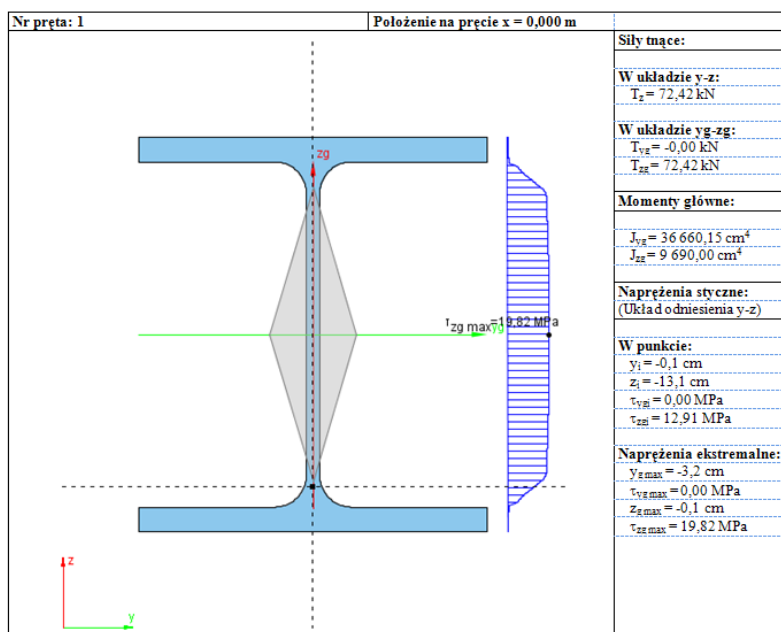 Nr pręta: 1
Położenie na pręcie x = 0,000 m
Siły tnące:
W układzie y-z:
Tz = 72,42 kN
W układzie yg-zg:
Tyg = -0,00 kN
Tzg = 72,42 kN
Momenty główne:
Jyg = 36 660,15 cm⁴
Jzg = 9 690,00 cm⁴
Naprężenia styczne:
(Układ odniesienia y-z)
W punkcie:
yi = -0,1 cm
zi = -13,1 cm
τygi = 0,00 MPa
τzgi = 12,91 MPa
Naprężenia ekstremalne:
yg max = -3,2 cm
τyg max = 0,00 MPa
zg max = -0,1 cm
τzg max = 19,82 MPa
zg
τzg max=19,82 MPa
yg
z
y